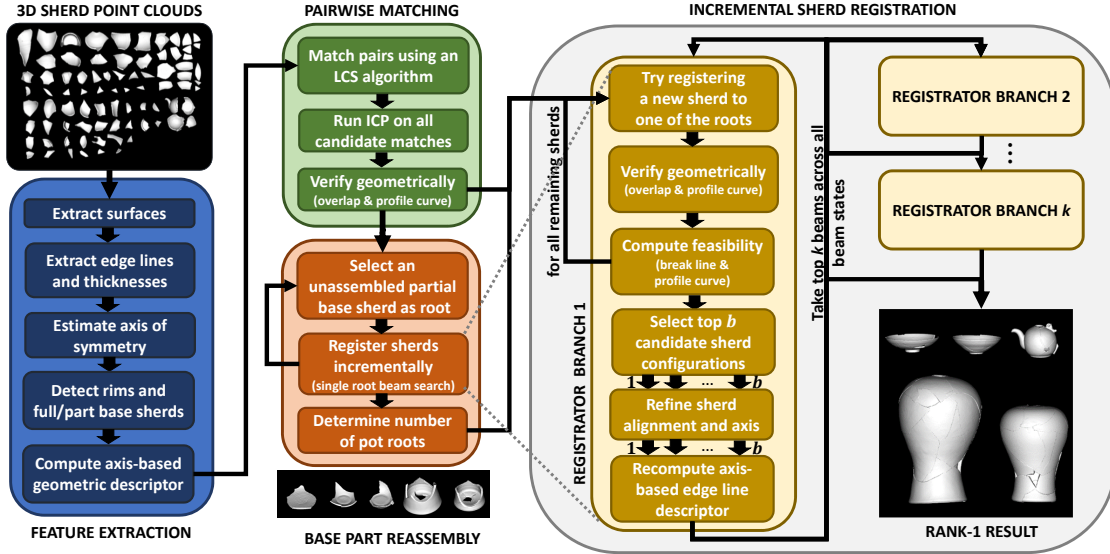 3D SHERD POINT CLOUDS
Extract surfaces
Extract edge lines
and thicknesses
Estimate axis of
symmetry
Detect rims and
full/part base sherds
Compute axis-based
geometric descriptor
FEATURE EXTRACTION
PAIRWISE MATCHING
Match pairs using an
LCS algorithm
Run ICP on all
candidate matches
Verify geometrically
(overlap & profile curve)
Select an
unassembled partial
base sherd as root
Register sherds
incrementally
(single root beam search)
Determine number
of pot roots
BASE PART REASSEMBLY
INCREMENTAL SHERD REGISTRATION
for all remaining sherds
REGISTRATOR BRANCH 1
Try registering
a new sherd to
one of the roots
Verify geometrically
(overlap & profile curve)
Compute feasibility
(break line &
profile curve)
Select top b
candidate sherd
configurations
1 ... b
Refine sherd
alignment and axis
1 ... b
Recompute axis-
based edge line
descriptor
Take top k beams across all
beam states
REGISTRATOR BRANCH 2
...
REGISTRATOR BRANCH k
RANK-1 RESULT